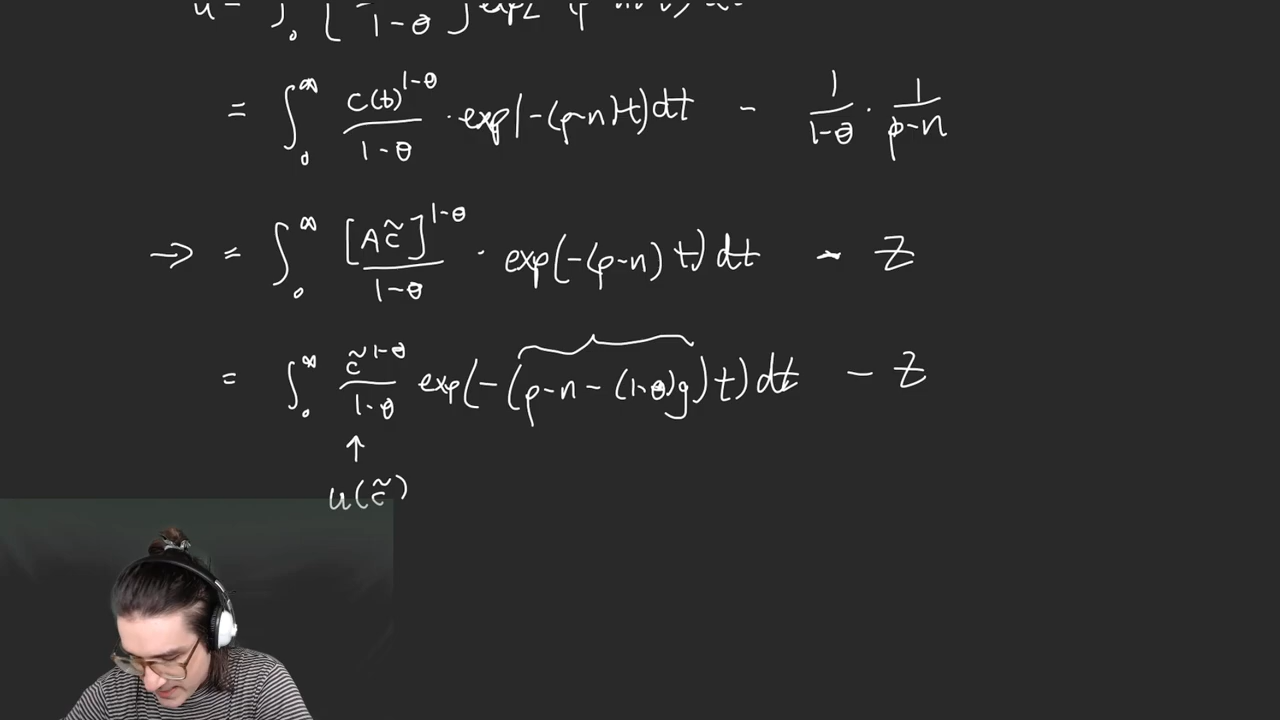 = ∫₀^∞ c(t)^{1-θ}/(1-θ) · exp(-(ρ-n)t)dt - 1/(1-θ) · 1/(ρ-n)
→ = ∫₀^∞ [Ac̃]^{1-θ}/(1-θ) · exp(-(ρ-n)t)dt - Z
= ∫₀^∞ c̃^{1-θ}/(1-θ) exp(-(ρ-n-(1-θ)g)t)dt - Z
↑
u(c̃)